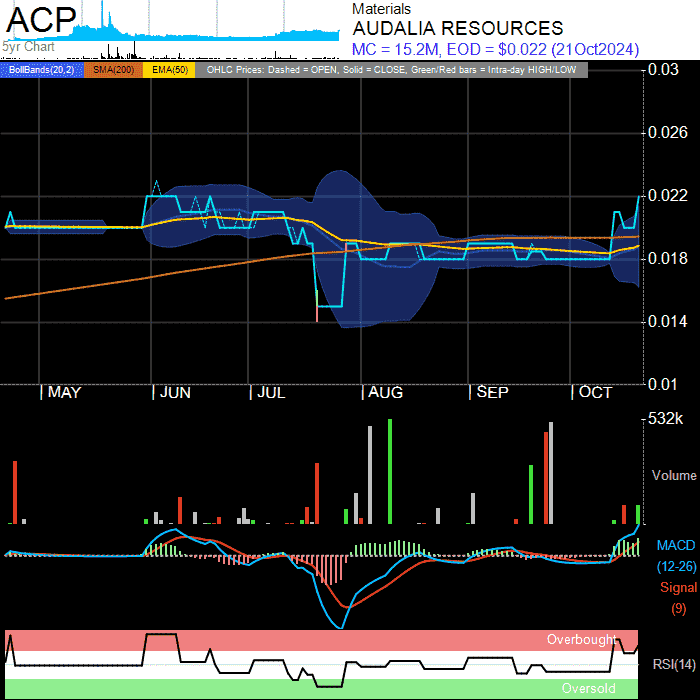 ACP
5yr Chart
Materials
AUDALIA RESOURCES
MC = 15.2M, EOD = $0.022 (21Oct2024)
BollBands(20,2) SMA(200) EMA(50) OHLC Prices: Dashed = OPEN, Solid = CLOSE, Green/Red bars = Intra-day HIGH/LOW
0.03
0.026
0.022
0.018
0.014
0.01
MAY JUN JUL AUG SEP OCT
532k
Volume
MACD
(12-26)
Signal
(9)
Overbought
RSI(14)
Oversold